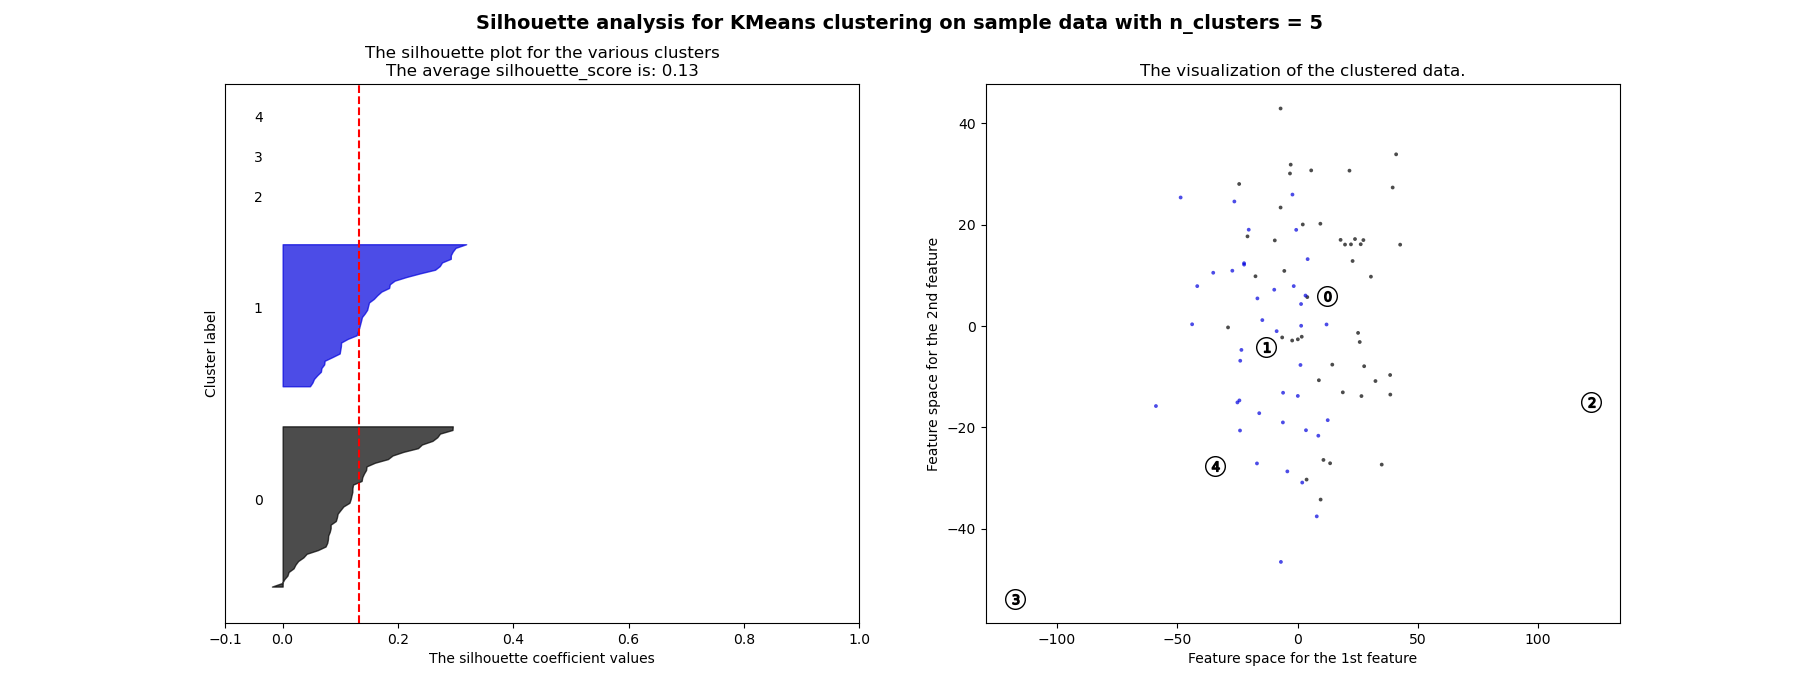 Silhouette analysis for KMeans clustering on sample data with n_clusters = 5
The silhouette plot for the various clusters
The average silhouette_score is: 0.13
4
3
2
1
0
Cluster label
−0.1 0.0 0.2 0.4 0.6 0.8 1.0
The silhouette coefficient values
The visualization of the clustered data.
40
20
0
−20
−40
Feature space for the 2nd feature
0
1
2
4
3
−100 −50 0 50 100
Feature space for the 1st feature